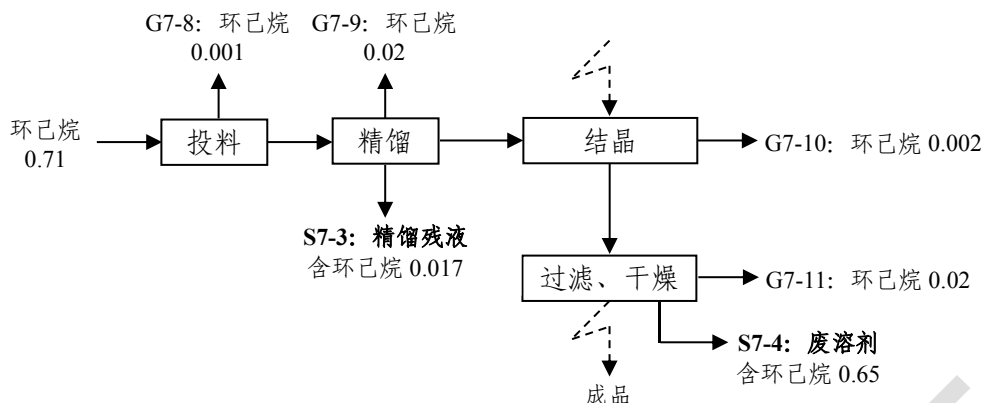 G7-8：环己烷
0.001
G7-9：环己烷
0.02
环己烷
0.71
投料
精馏
结晶
G7-10：环己烷 0.002
S7-3：精馏残液
含环己烷 0.017
过滤、干燥
G7-11：环己烷 0.02
S7-4：废溶剂
含环己烷 0.65
成品